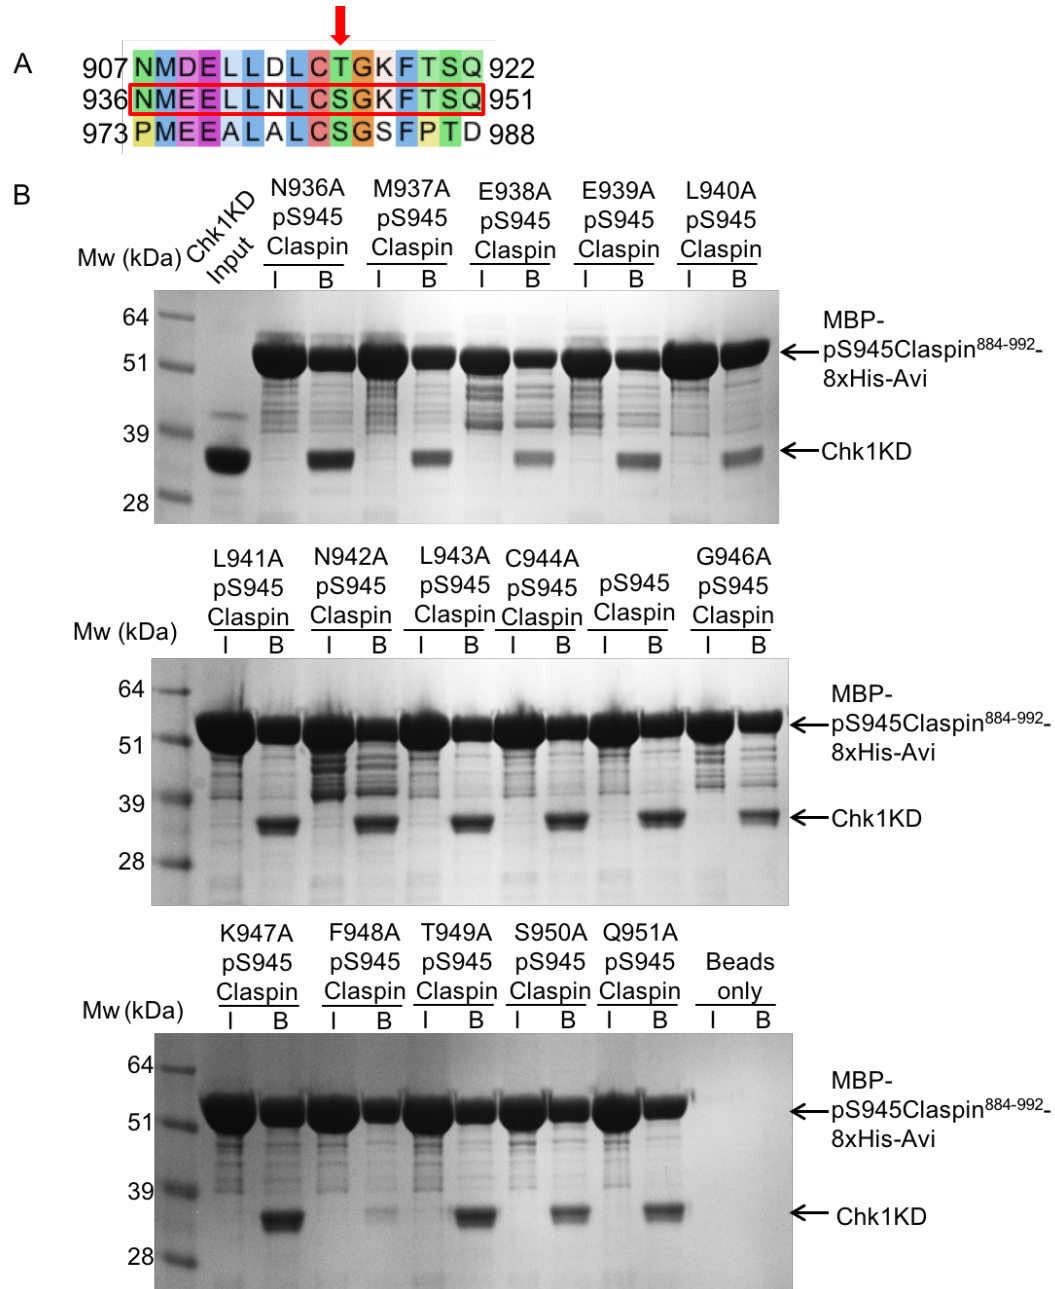 A
907 NMDELLDLCTGKFTSQ 922
936 NMEELLNLCSGKFTSQ 951
973 PMEEALALCSGSFPTD 988
B
Mw (kDa)
Chk1KD
Input
N936A
pS945
Claspin
M937A
pS945
Claspin
E938A
pS945
Claspin
E939A
pS945
Claspin
L940A
pS945
Claspin
I B I B I B I B I B
64
51
39
28
MBP-
pS945Claspin884-992-
8xHis-Avi
Chk1KD
Mw (kDa)
L941A
pS945
Claspin
N942A
pS945
Claspin
L943A
pS945
Claspin
C944A
pS945
Claspin
pS945
Claspin
G946A
pS945
Claspin
I B I B I B I B I B I B
64
51
39
28
MBP-
pS945Claspin884-992-
8xHis-Avi
Chk1KD
Mw (kDa)
K947A
pS945
Claspin
F948A
pS945
Claspin
T949A
pS945
Claspin
S950A
pS945
Claspin
Q951A
pS945
Claspin
Beads
only
I B I B I B I B I B I B
64
51
39
28
MBP-
pS945Claspin884-992-
8xHis-Avi
Chk1KD